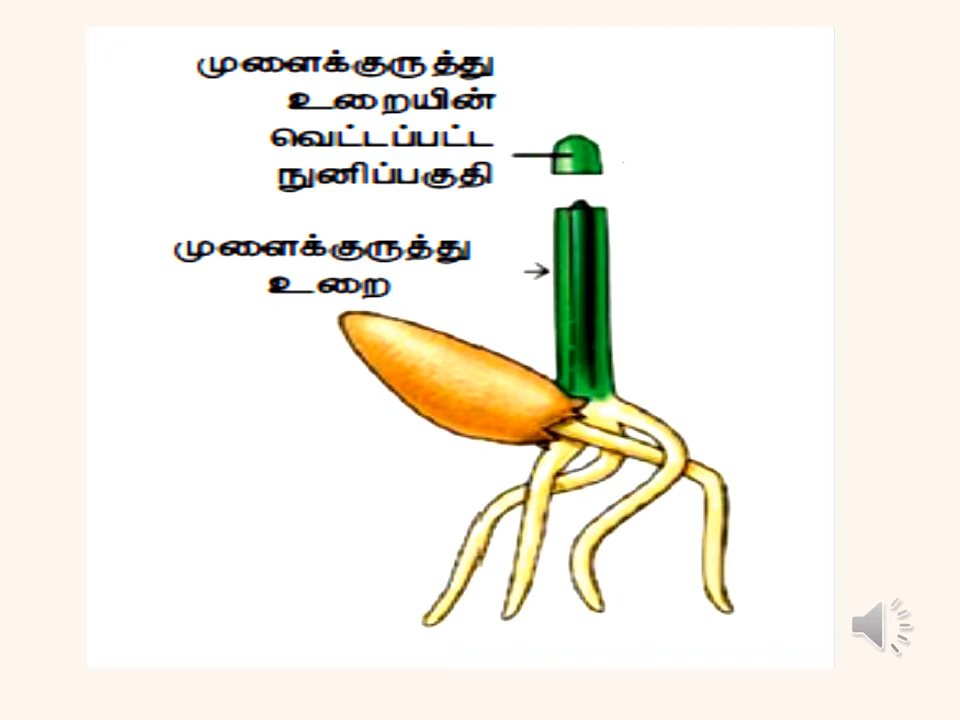 முளைக்குருத்து
உறையின்
வெட்டப்பட்ட
நுனிப்பகுதி
முளைக்குருத்து
உறை